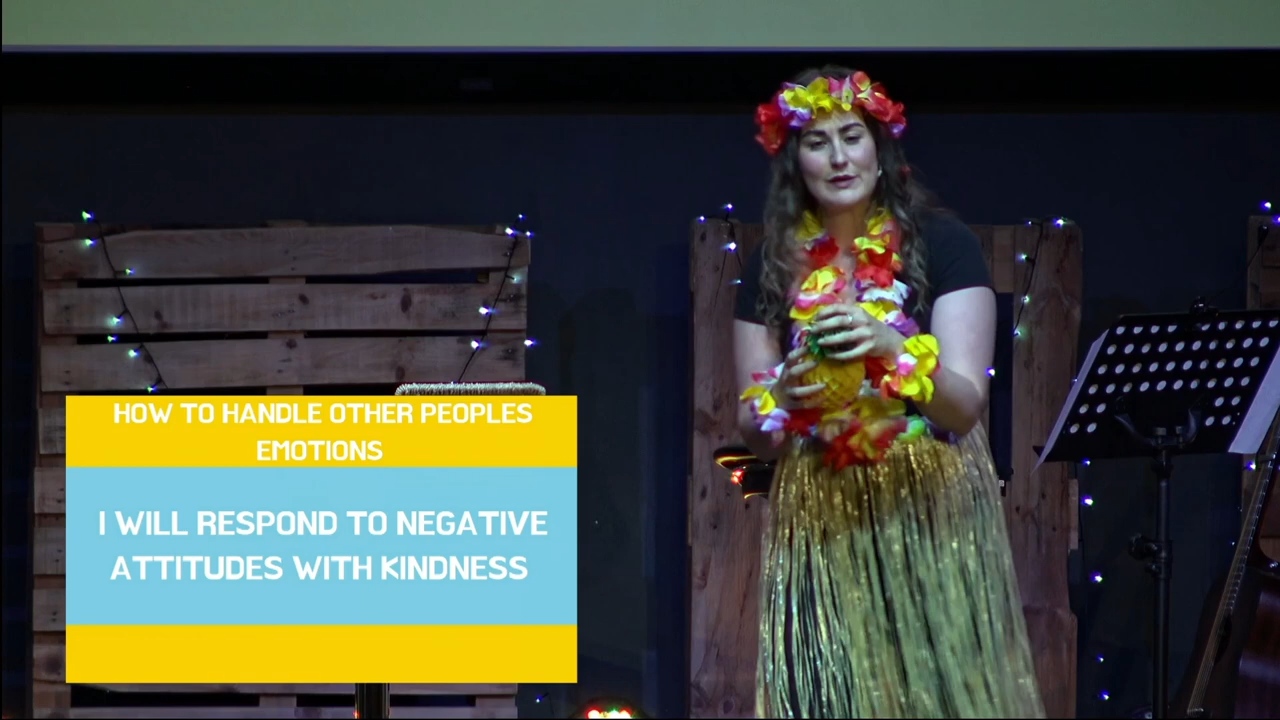 HOW TO HANDLE OTHER PEOPLES
EMOTIONS
I WILL RESPOND TO NEGATIVE
ATTITUDES WITH KINDNESS